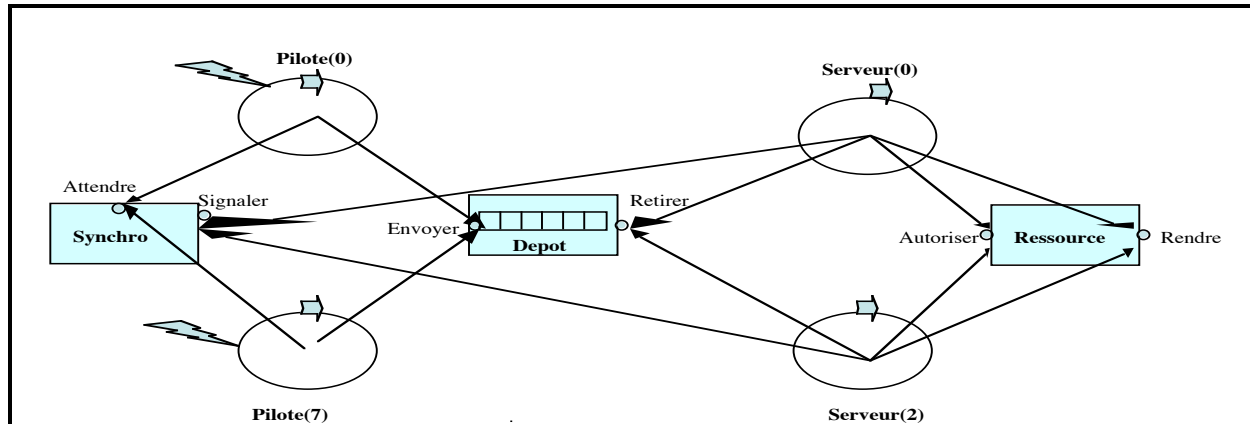 Pilote(0)
Serveur(0)
Attendre
Signaler
Retirer
Envoyer
Synchro
Depot
Autoriser
Ressource
Rendre
Pilote(7)
Serveur(2)